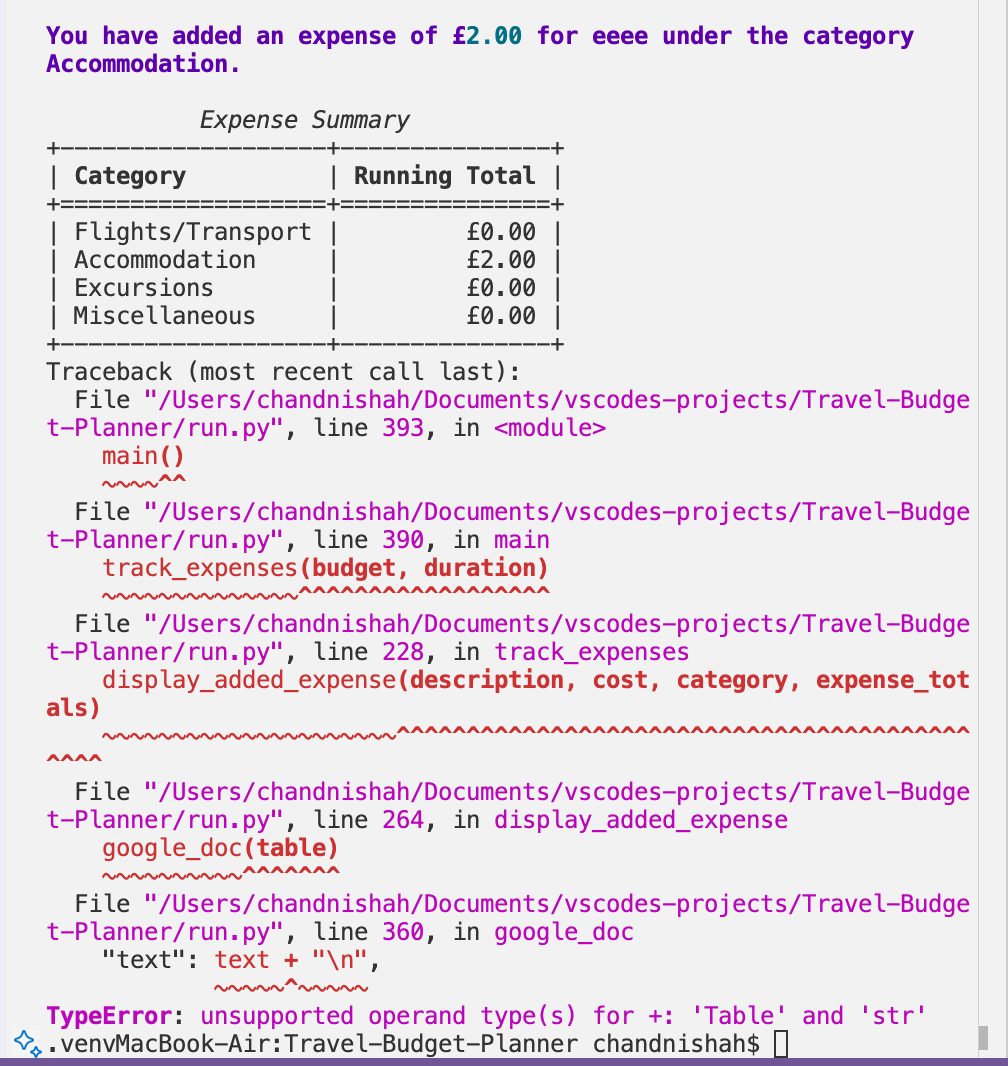 You have added an expense of £2.00 for eeee under the category
Accommodation.
Expense Summary
+-------------------+---------------+
| Category          | Running Total |
+===================+===============+
| Flights/Transport |         £0.00 |
| Accommodation     |         £2.00 |
| Excursions        |         £0.00 |
| Miscellaneous     |         £0.00 |
+-------------------+---------------+
Traceback (most recent call last):
  File "/Users/chandnishah/Documents/vscodes-projects/Travel-Budge
t-Planner/run.py", line 393, in <module>
    main()
    ~~~~^^
  File "/Users/chandnishah/Documents/vscodes-projects/Travel-Budge
t-Planner/run.py", line 390, in main
    track_expenses(budget, duration)
    ~~~~~~~~~~~~~~^^^^^^^^^^^^^^^^^^
  File "/Users/chandnishah/Documents/vscodes-projects/Travel-Budge
t-Planner/run.py", line 228, in track_expenses
    display_added_expense(description, cost, category, expense_tot
als)
    ~~~~~~~~~~~~~~~~~~~~~^^^^^^^^^^^^^^^^^^^^^^^^^^^^^^^^^^^^^^^^^
^^^^
  File "/Users/chandnishah/Documents/vscodes-projects/Travel-Budge
t-Planner/run.py", line 264, in display_added_expense
    google_doc(table)
    ~~~~~~~~~~^^^^^^^
  File "/Users/chandnishah/Documents/vscodes-projects/Travel-Budge
t-Planner/run.py", line 360, in google_doc
    "text": text + "\n",
            ~~~~~^~~~~~
TypeError: unsupported operand type(s) for +: 'Table' and 'str'
.venvMacBook-Air:Travel-Budget-Planner chandnishah$